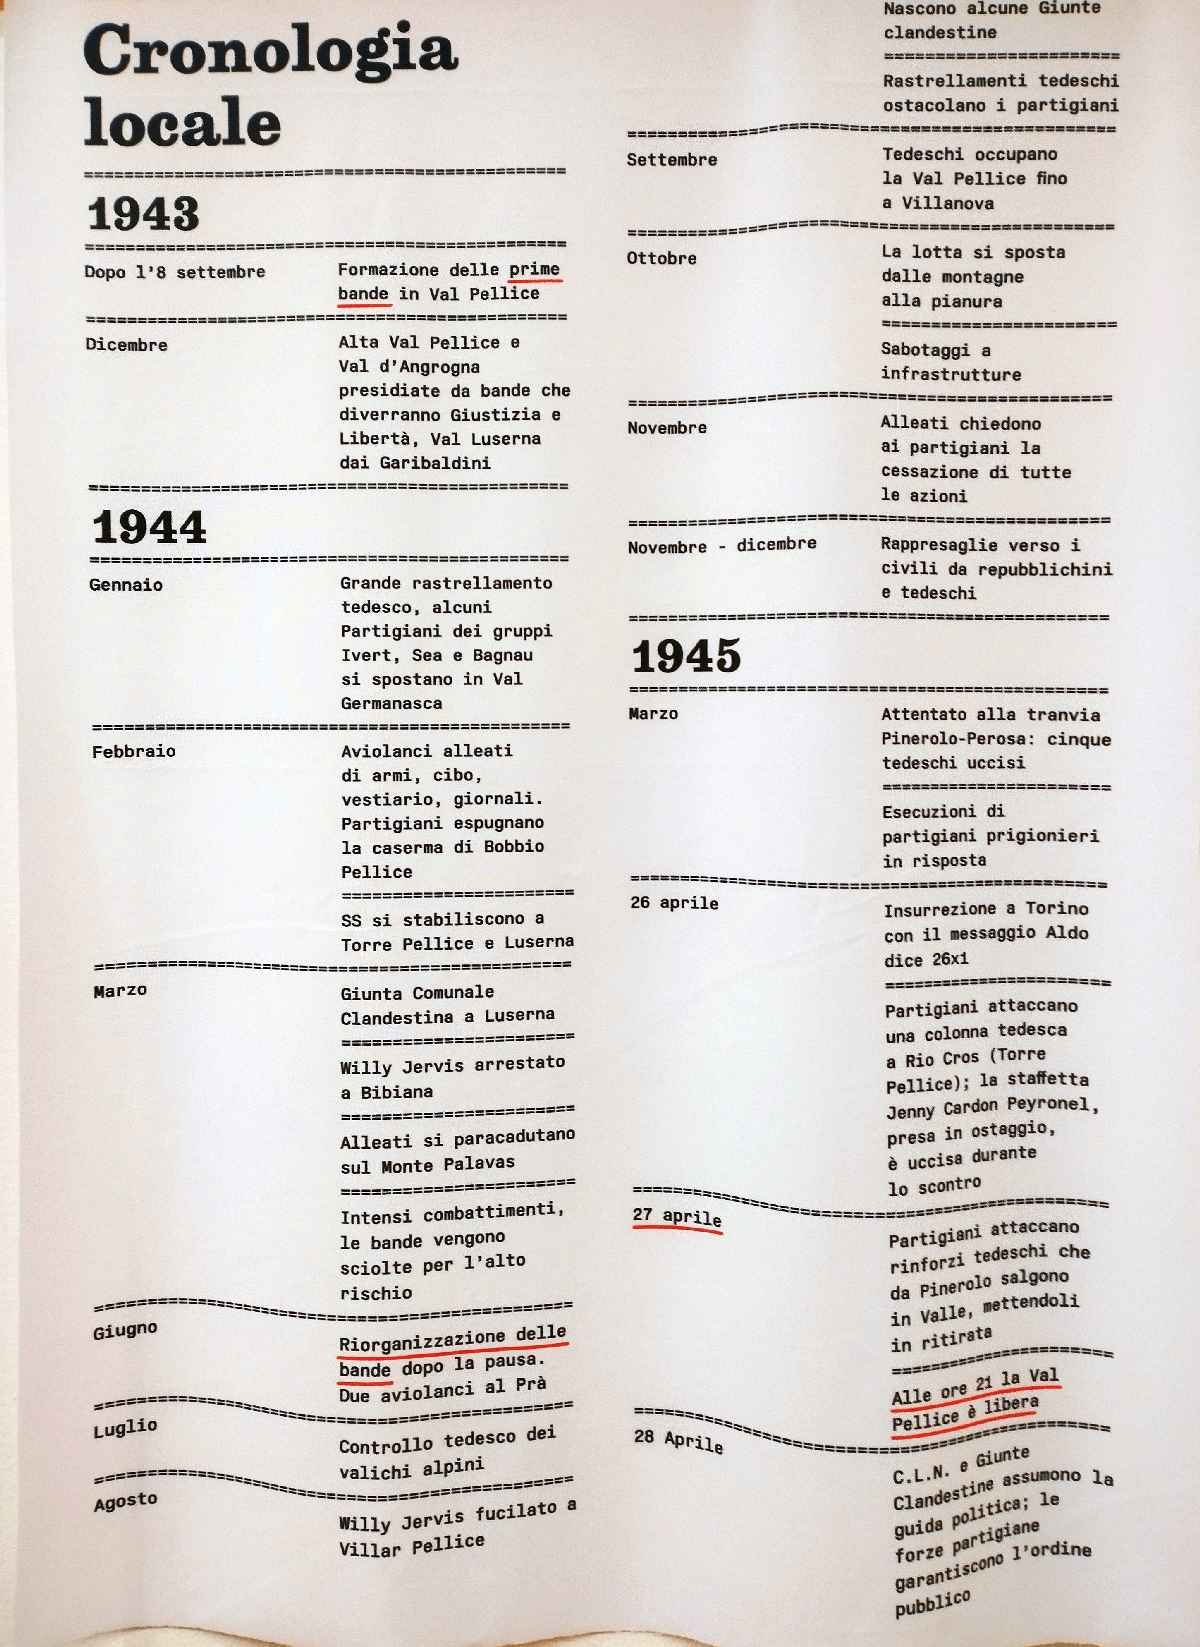 Cronologia
locale
=======================================
1943
=======================================
Dopo l'8 settembre
Formazione delle prime
bande in Val Pellice
=======================================
Dicembre
Alta Val Pellice e
Val d'Angrogna
presidiate da bande che
diverranno Giustizia e
Libertà, Val Luserna
dai Garibaldini
=======================================
1944
=======================================
Gennaio
Grande rastrellamento
tedesco, alcuni
Partigiani dei gruppi
Ivert, Sea e Bagnau
si spostano in Val
Germanasca
=======================================
Febbraio
Aviolanci alleati
di armi, cibo,
vestiario, giornali.
Partigiani espugnano
la caserma di Bobbio
Pellice
===================
SS si stabiliscono a
Torre Pellice e Luserna
=======================================
Marzo
Giunta Comunale
Clandestina a Luserna
===================
Willy Jervis arrestato
a Bibiana
===================
Alleati si paracadutano
sul Monte Palavas
===================
Intensi combattimenti,
le bande vengono
sciolte per l'alto
rischio
=======================================
Giugno
Riorganizzazione delle
bande dopo la pausa.
Due aviolanci al Prà
=======================================
Luglio
Controllo tedesco dei
valichi alpini
=======================================
Agosto
Willy Jervis fucilato a
Villar Pellice
Nascono alcune Giunte
clandestine
===================
Rastrellamenti tedeschi
ostacolano i partigiani
=======================================
Settembre
Tedeschi occupano
la Val Pellice fino
a Villanova
=======================================
Ottobre
La lotta si sposta
dalle montagne
alla pianura
===================
Sabotaggi a
infrastrutture
=======================================
Novembre
Alleati chiedono
ai partigiani la
cessazione di tutte
le azioni
=======================================
Novembre - dicembre
Rappresaglie verso i
civili da repubblichini
e tedeschi
=======================================
1945
=======================================
Marzo
Attentato alla tranvia
Pinerolo-Perosa: cinque
tedeschi uccisi
===================
Esecuzioni di
partigiani prigionieri
in risposta
=======================================
26 aprile
Insurrezione a Torino
con il messaggio Aldo
dice 26x1
===================
Partigiani attaccano
una colonna tedesca
a Rio Cros (Torre
Pellice); la staffetta
Jenny Cardon Peyronel,
presa in ostaggio,
è uccisa durante
lo scontro
=======================================
27 aprile
Partigiani attaccano
rinforzi tedeschi che
da Pinerolo salgono
in Valle, mettendoli
in ritirata
===================
Alle ore 21 la Val
Pellice è libera
=======================================
28 Aprile
C.L.N. e Giunte
Clandestine assumono la
guida politica; le
forze partigiane
garantiscono l'ordine
pubblico